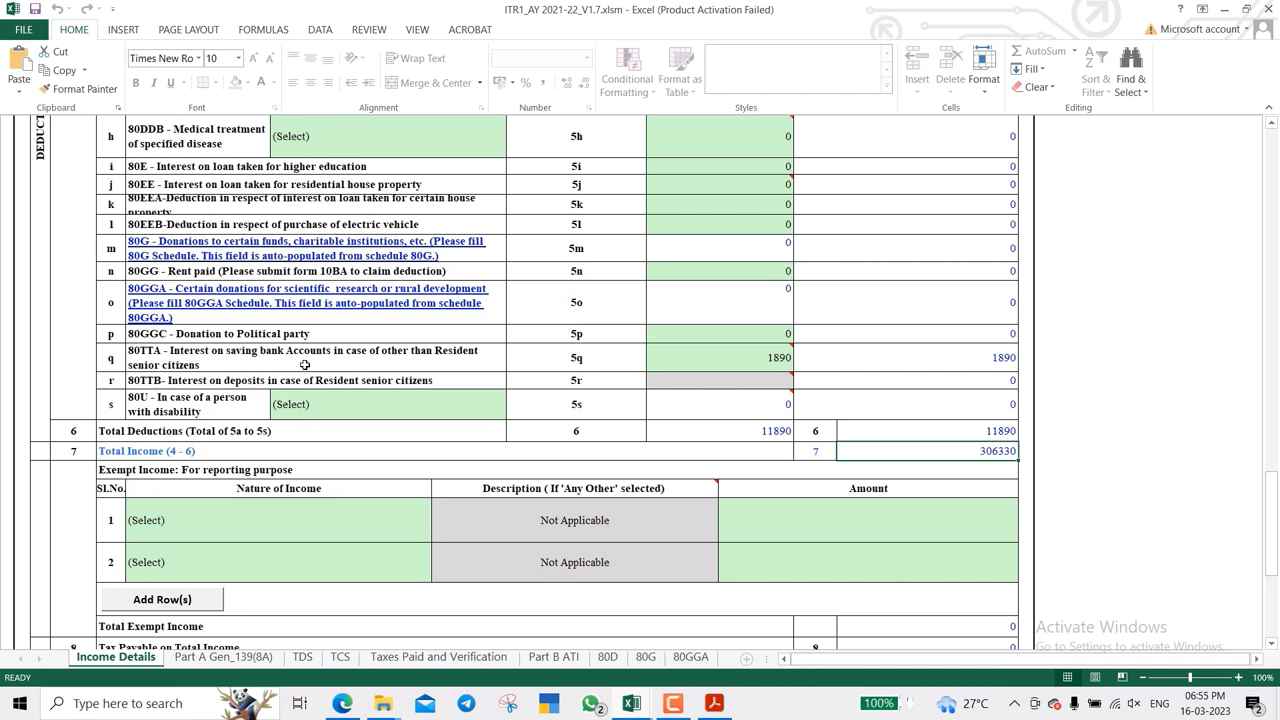 ITR1_AY 2021-22_V1.7.xlsm - Excel (Product Activation Failed)
FILE HOME INSERT PAGE LAYOUT FORMULAS DATA REVIEW VIEW ACROBAT Microsoft account
Paste
Cut
Copy
Format Painter
Clipboard
Times New Ro 10
B I U
Font
Wrap Text
Merge & Center
Alignment
Number
Conditional Formatting
Format as Table
Styles
Insert Delete Format
Cells
AutoSum
Fill
Clear
Sort & Filter
Find & Select
Editing
DEDUCT
h 80DDB - Medical treatment of specified disease (Select) 5h 0 0
i 80E - Interest on loan taken for higher education 5i 0 0
j 80EE - Interest on loan taken for residential house property 5j 0 0
k 80EEA-Deduction in respect of interest on loan taken for certain house property 5k 0 0
l 80EEB-Deduction in respect of purchase of electric vehicle 5l 0 0
m 80G - Donations to certain funds, charitable institutions, etc. (Please fill 80G Schedule. This field is auto-populated from schedule 80G.) 5m 0 0
n 80GG - Rent paid (Please submit form 10BA to claim deduction) 5n 0 0
o 80GGA - Certain donations for scientific research or rural development (Please fill 80GGA Schedule. This field is auto-populated from schedule 80GGA.) 5o 0 0
p 80GGC - Donation to Political party 5p 0 0
q 80TTA - Interest on saving bank Accounts in case of other than Resident senior citizens 5q 1890 1890
r 80TTB- Interest on deposits in case of Resident senior citizens 5r 0
s 80U - In case of a person with disability (Select) 5s 0 0
6 Total Deductions (Total of 5a to 5s) 6 11890 6 11890
7 Total Income (4 - 6) 7 306330
Exempt Income: For reporting purpose
Sl.No. Nature of Income Description ( If 'Any Other' selected) Amount
1 (Select) Not Applicable
2 (Select) Not Applicable
Add Row(s)
Total Exempt Income 0
8 Tax Payable on Total Income 8 0
Activate Windows
Go to Settings to activate Windows.
Income Details Part A Gen_139(8A) TDS TCS Taxes Paid and Verification Part B ATI 80D 80G 80GGA
READY 100%
Type here to search 2 100% 27°C 06:55 PM
16-03-2023 2